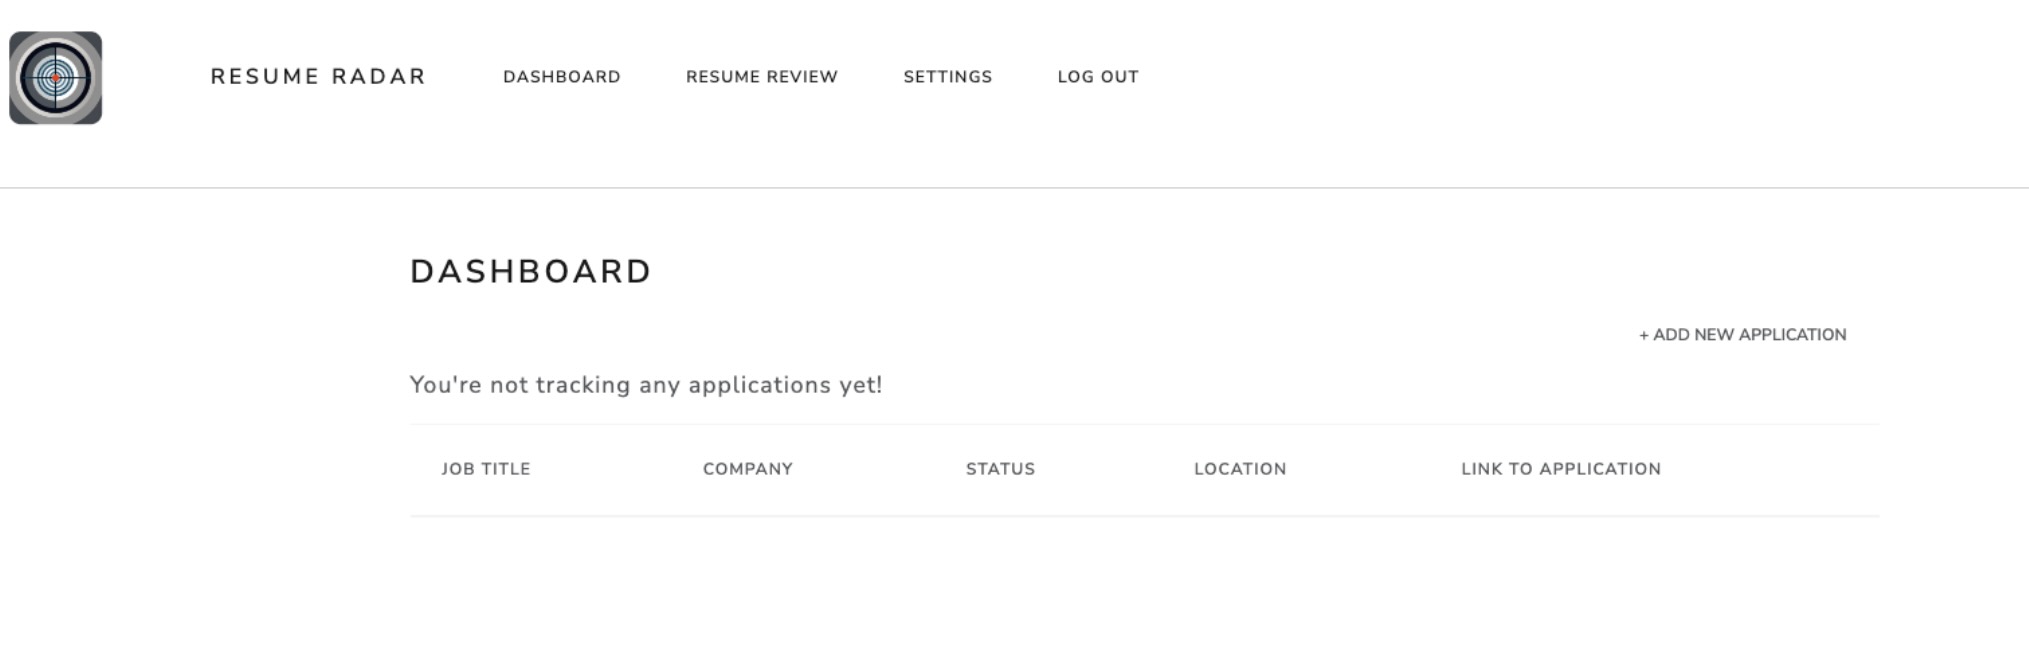 RESUME RADAR DASHBOARD RESUME REVIEW SETTINGS LOG OUT
DASHBOARD
+ ADD NEW APPLICATION
You're not tracking any applications yet!
JOB TITLE COMPANY STATUS LOCATION LINK TO APPLICATION